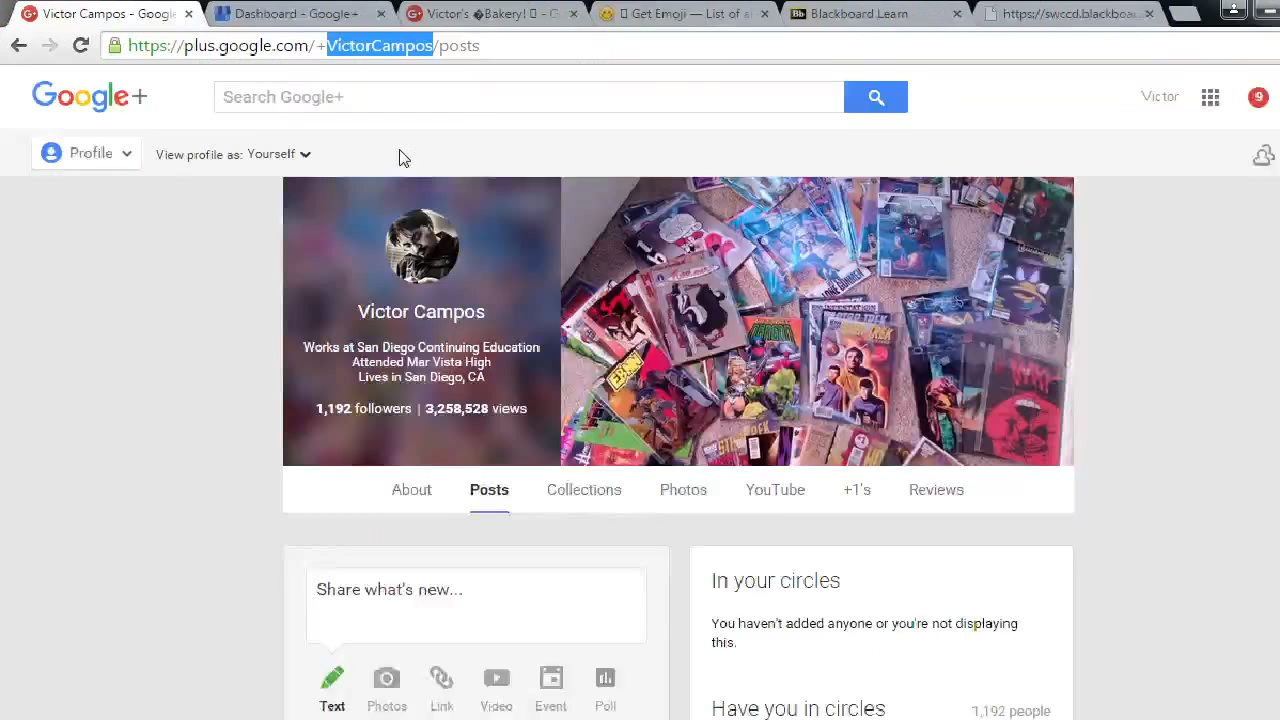 Victor Campos - Google
Dashboard - Google+
Victor's �Bakery! 
Get Emoji — List of a
Bb Blackboard Learn
https://swccd.blackboa
https://plus.google.com/+VictorCampos/posts
Google+
Search Google+
Victor
9
Profile
View profile as: Yourself
Victor Campos
Works at San Diego Continuing Education
Attended Mar Vista High
Lives in San Diego, CA
1,192 followers | 3,258,528 views
About Posts Collections Photos YouTube +1's Reviews
Share what's new...
Text Photos Link Video Event Poll
In your circles
You haven't added anyone or you're not displaying
this.
Have you in circles
1,192 people